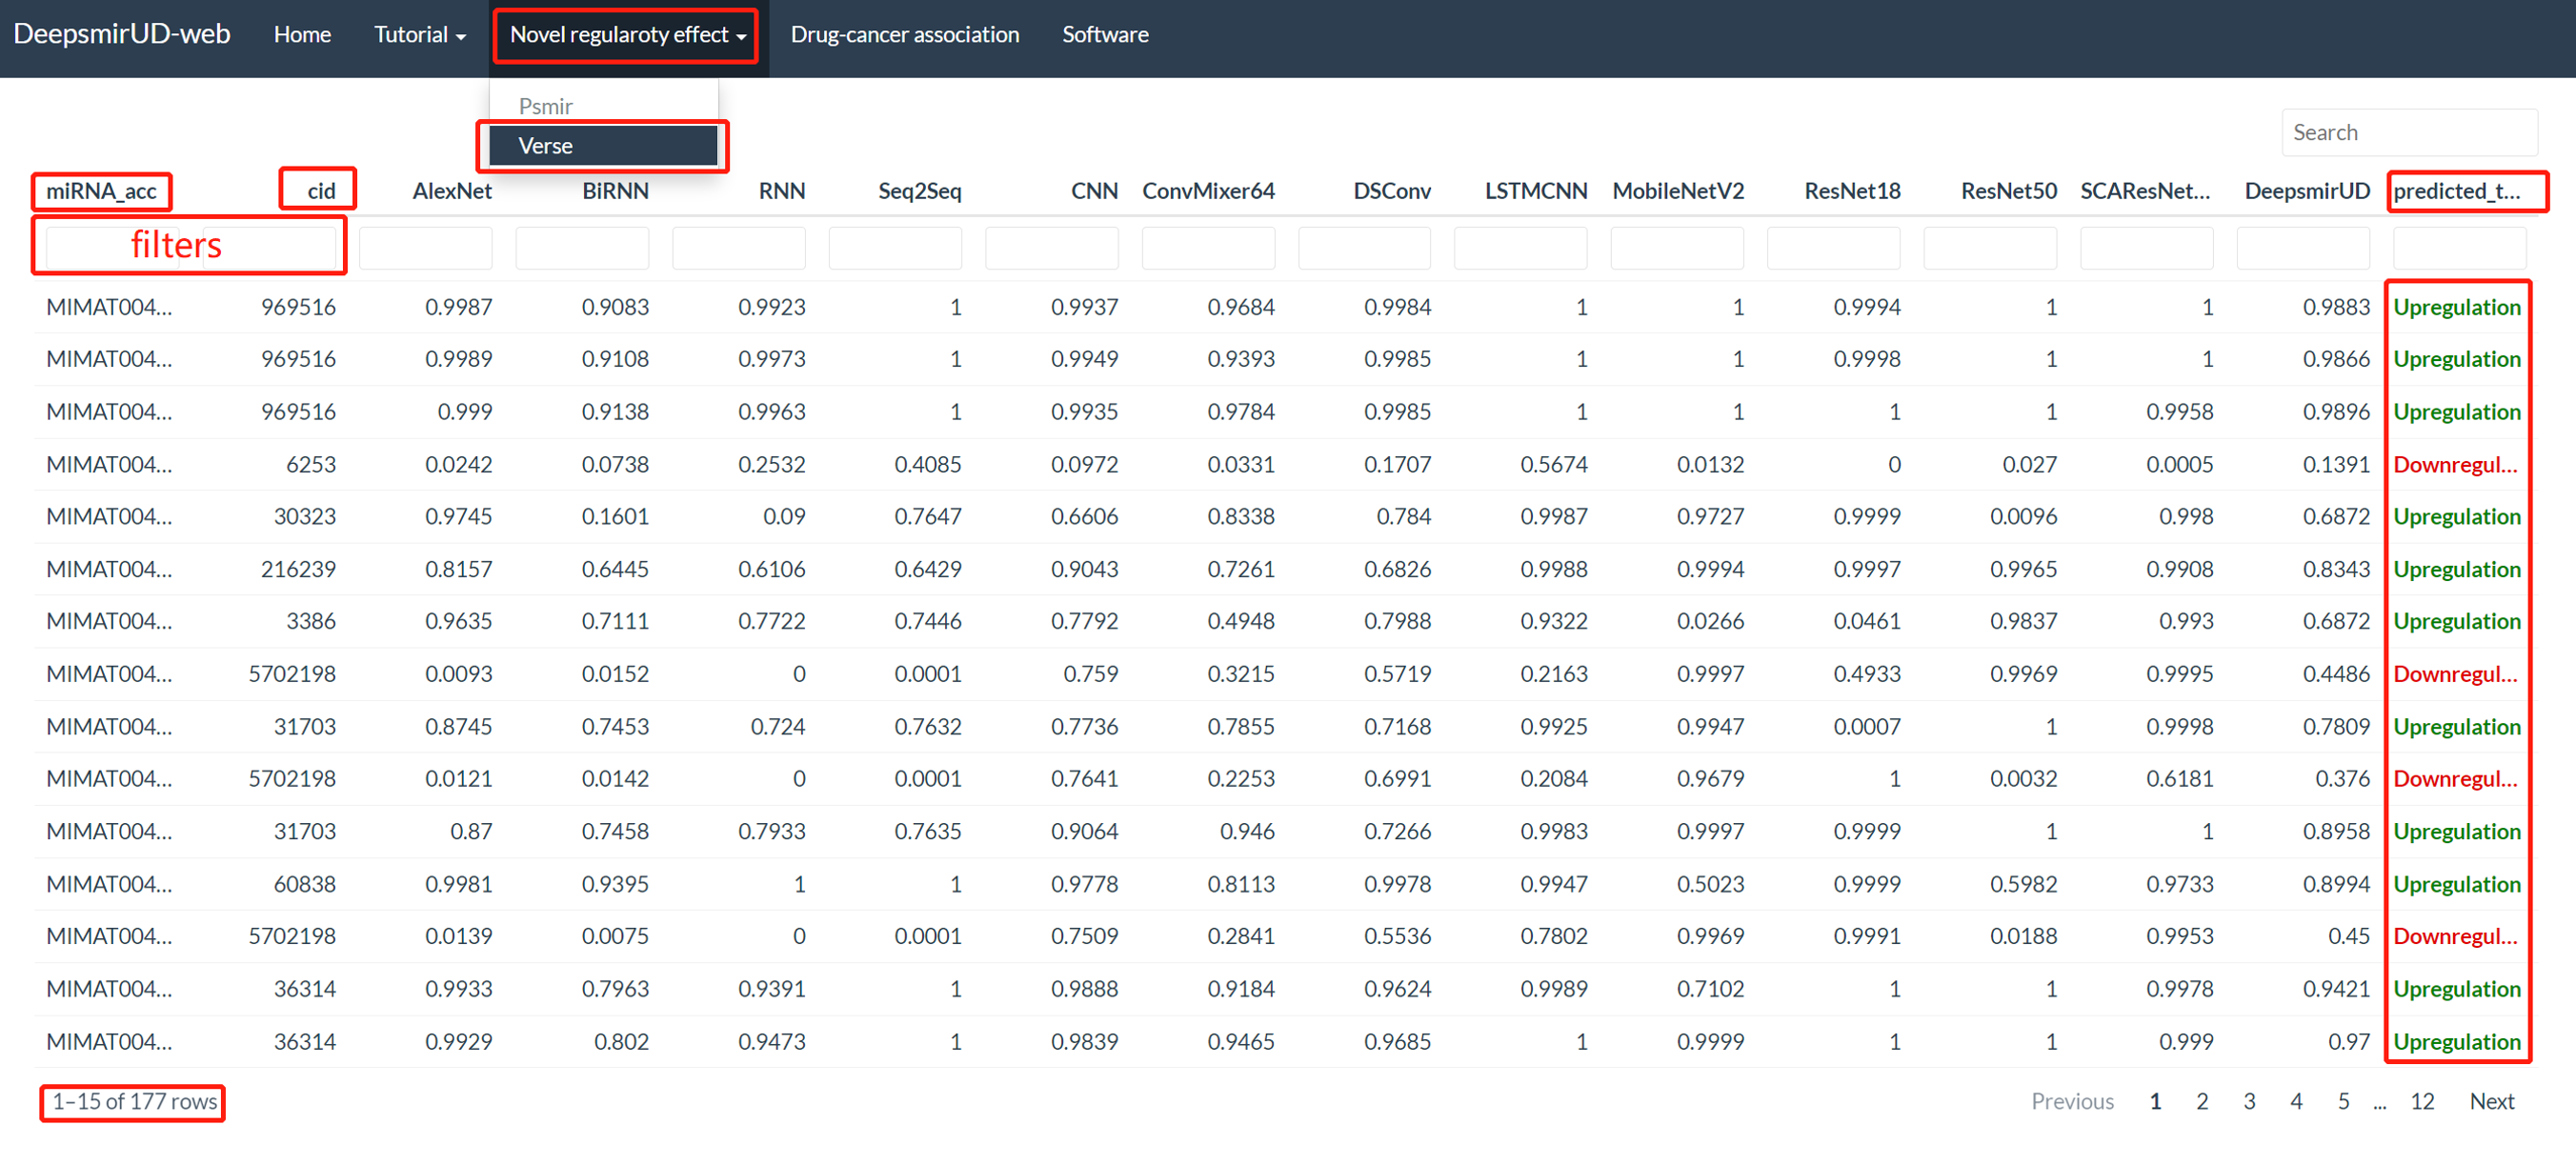 DeepsmirUD-web Home Tutorial Novel regularoty effect Drug-cancer association Software
Psmir
Verse
Search
miRNA_acc cid AlexNet BiRNN RNN Seq2Seq CNN ConvMixer64 DSConv LSTMCNN MobileNetV2 ResNet18 ResNet50 SCAResNet... DeepsmirUD predicted_t...
filters
MIMAT004... 969516 0.9987 0.9083 0.9923 1 0.9937 0.9684 0.9984 1 1 0.9994 1 1 0.9883 Upregulation
MIMAT004... 969516 0.9989 0.9108 0.9973 1 0.9949 0.9393 0.9985 1 1 0.9998 1 1 0.9866 Upregulation
MIMAT004... 969516 0.999 0.9138 0.9963 1 0.9935 0.9784 0.9985 1 1 1 1 0.9958 0.9896 Upregulation
MIMAT004... 6253 0.0242 0.0738 0.2532 0.4085 0.0972 0.0331 0.1707 0.5674 0.0132 0 0.027 0.0005 0.1391 Downregul...
MIMAT004... 30323 0.9745 0.1601 0.09 0.7647 0.6606 0.8338 0.784 0.9987 0.9727 0.9999 0.0096 0.998 0.6872 Upregulation
MIMAT004... 216239 0.8157 0.6445 0.6106 0.6429 0.9043 0.7261 0.6826 0.9988 0.9994 0.9997 0.9965 0.9908 0.8343 Upregulation
MIMAT004... 3386 0.9635 0.7111 0.7722 0.7446 0.7792 0.4948 0.7988 0.9322 0.0266 0.0461 0.9837 0.993 0.6872 Upregulation
MIMAT004... 5702198 0.0093 0.0152 0 0.0001 0.759 0.3215 0.5719 0.2163 0.9997 0.4933 0.9969 0.9995 0.4486 Downregul...
MIMAT004... 31703 0.8745 0.7453 0.724 0.7632 0.7736 0.7855 0.7168 0.9925 0.9947 0.0007 1 0.9998 0.7809 Upregulation
MIMAT004... 5702198 0.0121 0.0142 0 0.0001 0.7641 0.2253 0.6991 0.2084 0.9679 1 0.0032 0.6181 0.376 Downregul...
MIMAT004... 31703 0.87 0.7458 0.7933 0.7635 0.9064 0.946 0.7266 0.9983 0.9997 0.9999 1 1 0.8958 Upregulation
MIMAT004... 60838 0.9981 0.9395 1 1 0.9778 0.8113 0.9978 0.9947 0.5023 0.9999 0.5982 0.9733 0.8994 Upregulation
MIMAT004... 5702198 0.0139 0.0075 0 0.0001 0.7509 0.2841 0.5536 0.7802 0.9969 0.9991 0.0188 0.9953 0.45 Downregul...
MIMAT004... 36314 0.9933 0.7963 0.9391 1 0.9888 0.9184 0.9624 0.9989 0.7102 1 1 0.9978 0.9421 Upregulation
MIMAT004... 36314 0.9929 0.802 0.9473 1 0.9839 0.9465 0.9685 1 0.9999 1 1 0.999 0.97 Upregulation
1–15 of 177 rows Previous 1 2 3 4 5 ... 12 Next